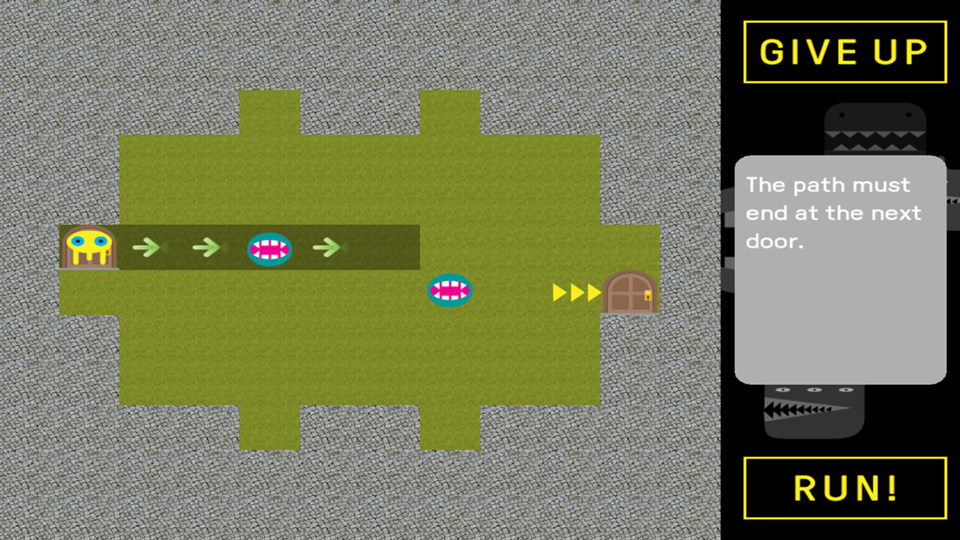 GIVE UP
The path must
end at the next
door.
RUN!